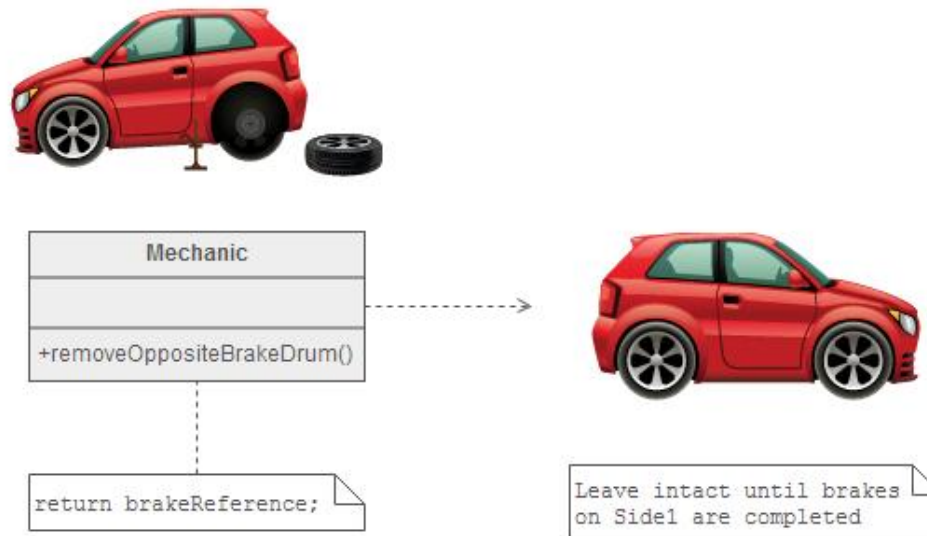 Mechanic
+removeOppositeBrakeDrum()
return brakeReference;
Leave intact until brakes
on Side1 are completed